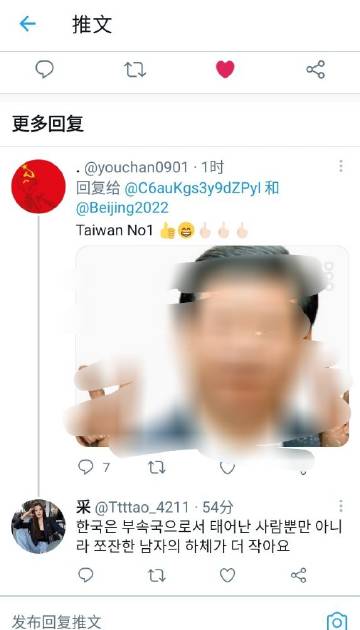 推文
更多回复
. @youchan0901 · 1时
回复给 @C6auKgs3y9dZPyI 和
@Beijing2022
Taiwan No1 👍😄🖕🏻🖕🏻🖕🏻
7
采 @Ttttao_4211 · 54分
한국은 부속국으로서 태어난 사람뿐만 아니
라 쪼잔한 남자의 하체가 더 작아요
发布回复推文